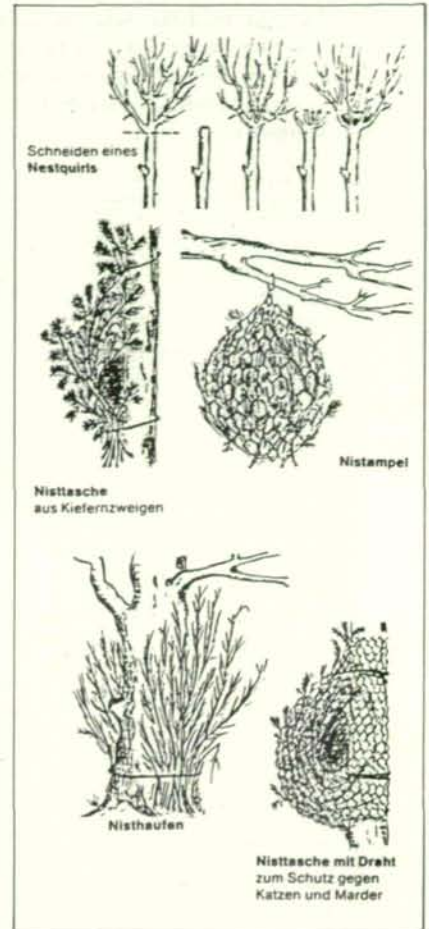 Schneiden eines
Nestquirls
Nistampel
Nisttasche
aus Kiefernzweigen
Nisthaufen
Nisttasche mit Draht
zum Schutz gegen
Katzen und Marder